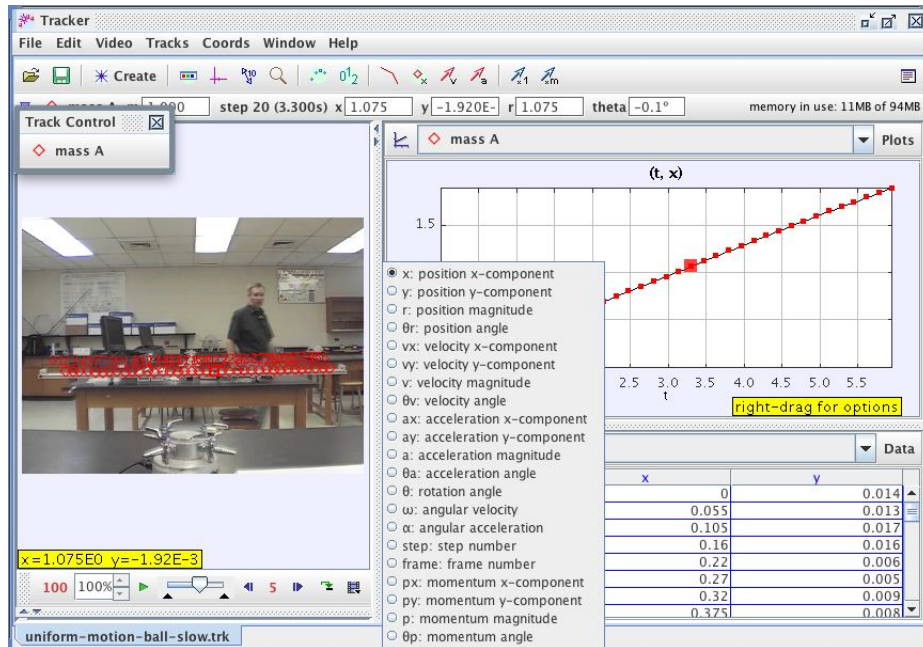 Tracker
File Edit Video Tracks Coords Window Help
Create
memory in use: 11MB of 94MB
step 20 (3.300s) x 1.075 y -1.920E- r 1.075 theta -0.1°
Track Control
mass A
mass A Plots
(t, x)
1.5
2.5 3.0 3.5 4.0 4.5 5.0 5.5
t
right-drag for options
x: position x-component
y: position y-component
r: position magnitude
θr: position angle
vx: velocity x-component
vy: velocity y-component
v: velocity magnitude
θv: velocity angle
ax: acceleration x-component
ay: acceleration y-component
a: acceleration magnitude
θa: acceleration angle
θ: rotation angle
ω: angular velocity
α: angular acceleration
step: step number
frame: frame number
px: momentum x-component
py: momentum y-component
p: momentum magnitude
θp: momentum angle
Data
x y
0 0.014
0.055 0.013
0.105 0.017
0.16 0.016
0.22 0.006
0.27 0.005
0.32 0.009
0.375 0.008
x=1.075E0 y=-1.92E-3
100 100% 5
uniform-motion-ball-slow.trk